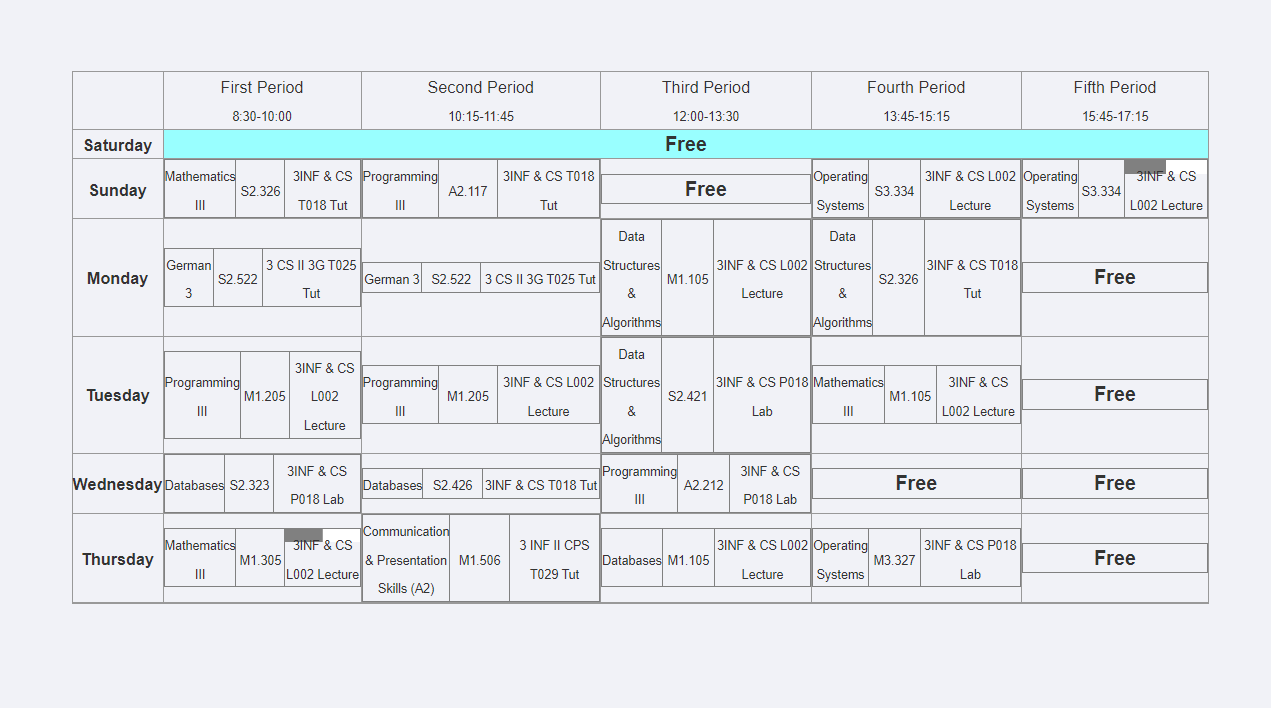 First Period
Second Period
Third Period
Fourth Period
Fifth Period
8:30-10:00
10:15-11:45
12:00-13:30
13:45-15:15
15:45-17:15
Saturday
Free
Sunday
Mathematics
III
S2.326
3INF & CS
T018 Tut
Programming
III
A2.117
3INF & CS T018
Tut
Free
Operating
Systems
S3.334
3INF & CS L002
Lecture
Operating
Systems
S3.334
3INF & CS
L002 Lecture
Monday
German
3
S2.522
3 CS II 3G T025
Tut
German 3
S2.522
3 CS II 3G T025 Tut
Data
Structures
&
Algorithms
M1.105
3INF & CS L002
Lecture
Data
Structures
&
Algorithms
S2.326
3INF & CS T018
Tut
Free
Tuesday
Programming
III
M1.205
3INF & CS
L002
Lecture
Programming
III
M1.205
3INF & CS L002
Lecture
Data
Structures
&
Algorithms
S2.421
3INF & CS P018
Lab
Mathematics
III
M1.105
3INF & CS
L002 Lecture
Free
Wednesday
Databases
S2.323
3INF & CS
P018 Lab
Databases
S2.426
3INF & CS T018 Tut
Programming
III
A2.212
3INF & CS
P018 Lab
Free
Free
Thursday
Mathematics
III
M1.305
3INF & CS
L002 Lecture
Communication
& Presentation
Skills (A2)
M1.506
3 INF II CPS
T029 Tut
Databases
M1.105
3INF & CS L002
Lecture
Operating
Systems
M3.327
3INF & CS P018
Lab
Free